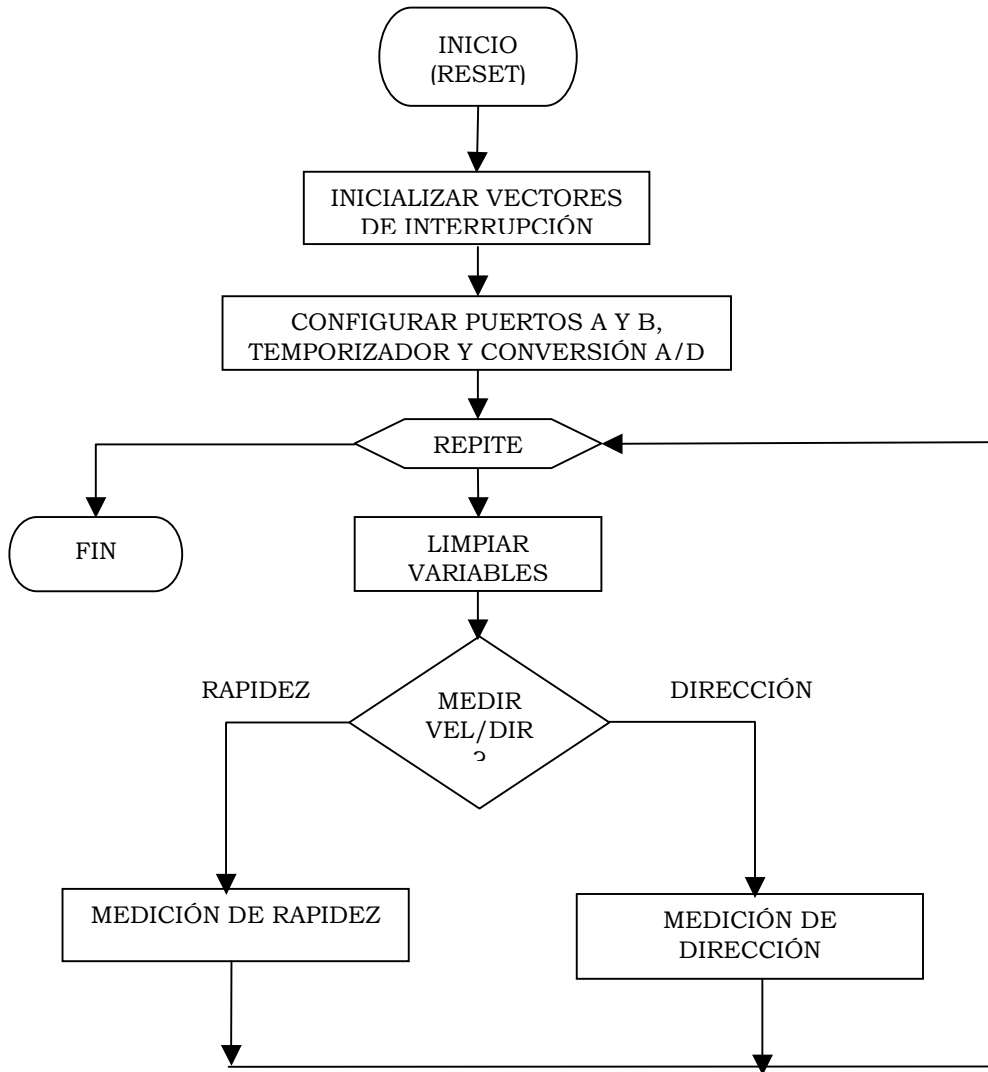 INICIO
(RESET)
INICIALIZAR VECTORES
DE INTERRUPCIÓN
CONFIGURAR PUERTOS A Y B,
TEMPORIZADOR Y CONVERSIÓN A/D
REPITE
FIN
LIMPIAR
VARIABLES
RAPIDEZ
MEDIR
VEL/DIR
?
DIRECCIÓN
MEDICIÓN DE RAPIDEZ
MEDICIÓN DE
DIRECCIÓN